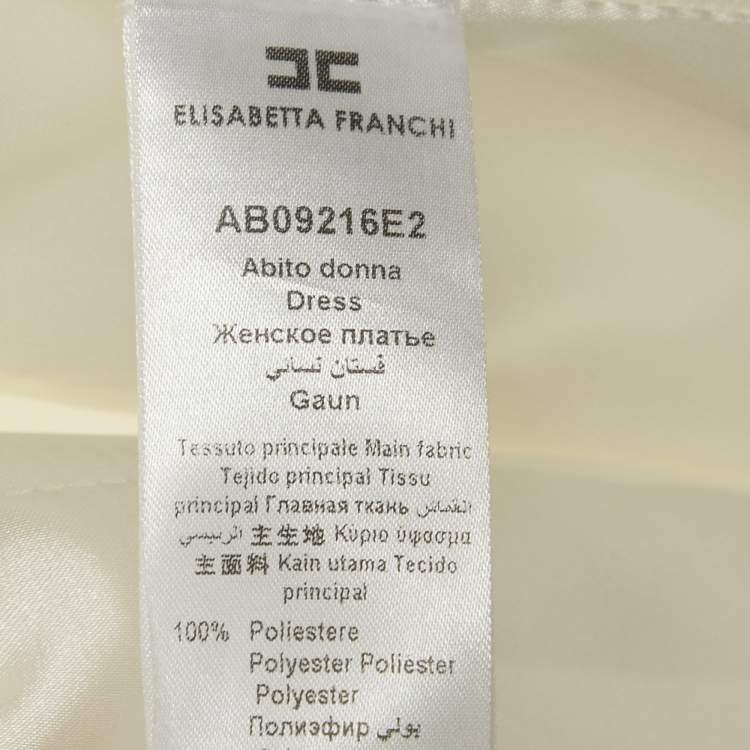 ELISABETTA FRANCHI
AB09216E2
Abito donna
Dress
Женское платье
فستان نسائي
Gaun
Tessuto principale Main fabric
Tejido principal Tissu
principal Главная ткань القماش
الرئيسي 主生地 Κύριο ύφασμα
主面料 Kain utama Tecido
principal
100% Poliestere
Polyester Poliester
Polyester
Полиэфир بولي